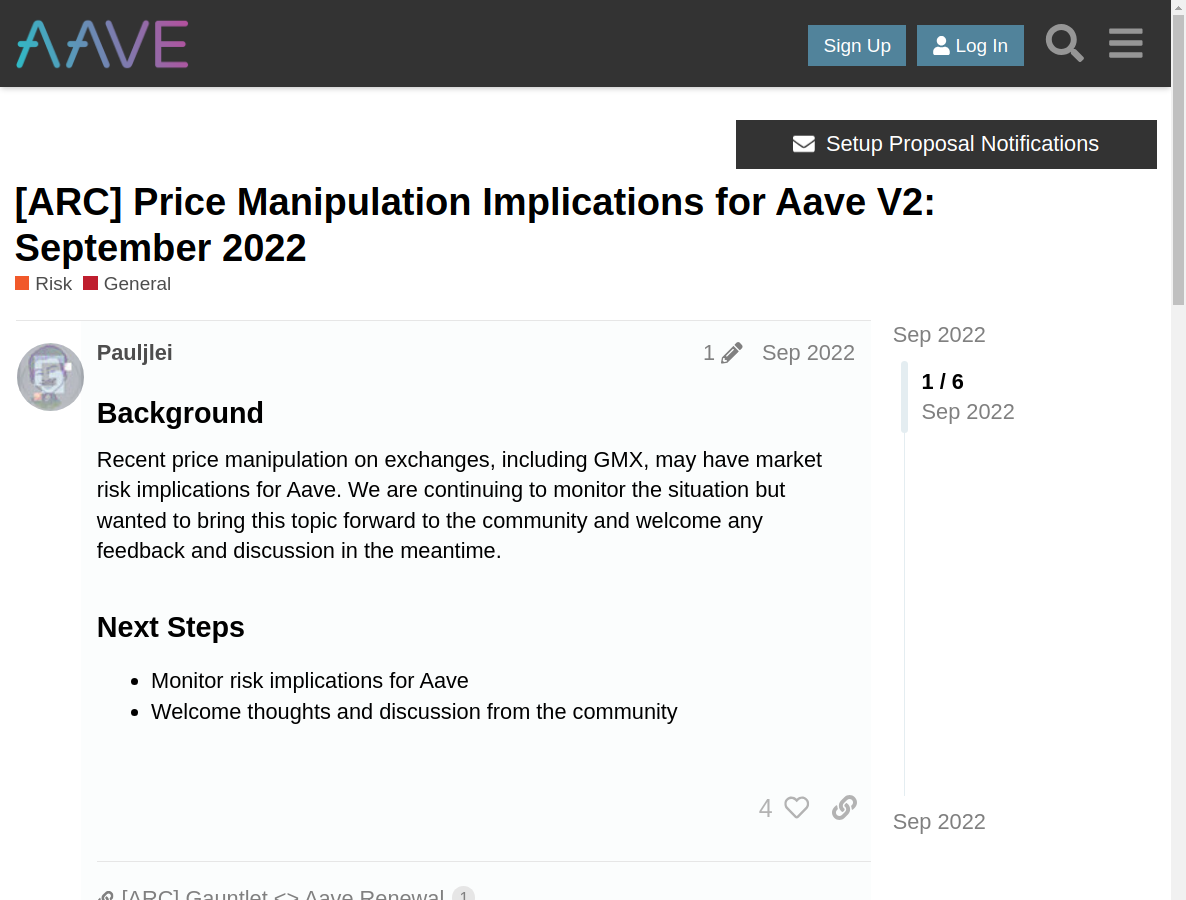 AAVE
Sign Up
Log In
Setup Proposal Notifications
[ARC] Price Manipulation Implications for Aave V2:
September 2022
Risk General
Pauljlei
1 Sep 2022
Sep 2022
1 / 6
Sep 2022
Background
Recent price manipulation on exchanges, including GMX, may have market
risk implications for Aave. We are continuing to monitor the situation but
wanted to bring this topic forward to the community and welcome any
feedback and discussion in the meantime.
Next Steps
• Monitor risk implications for Aave
• Welcome thoughts and discussion from the community
4
Sep 2022
[ARC] Gauntlet <> Aave Renewal 1